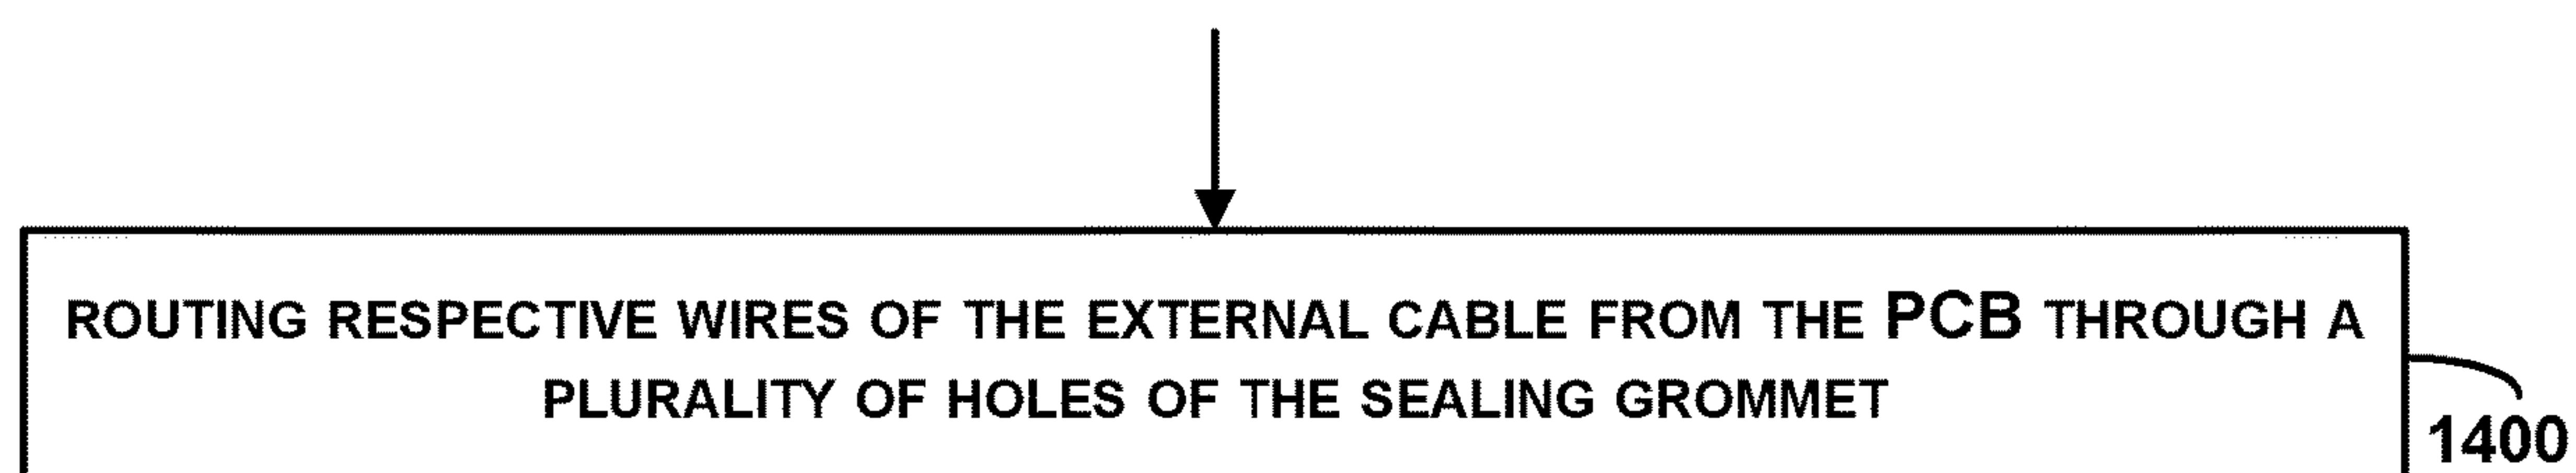 ROUTING RESPECTIVE WIRES OF THE EXTERNAL CABLE FROM THE PCB THROUGH A
PLURALITY OF HOLES OF THE SEALING GROMMET
1400